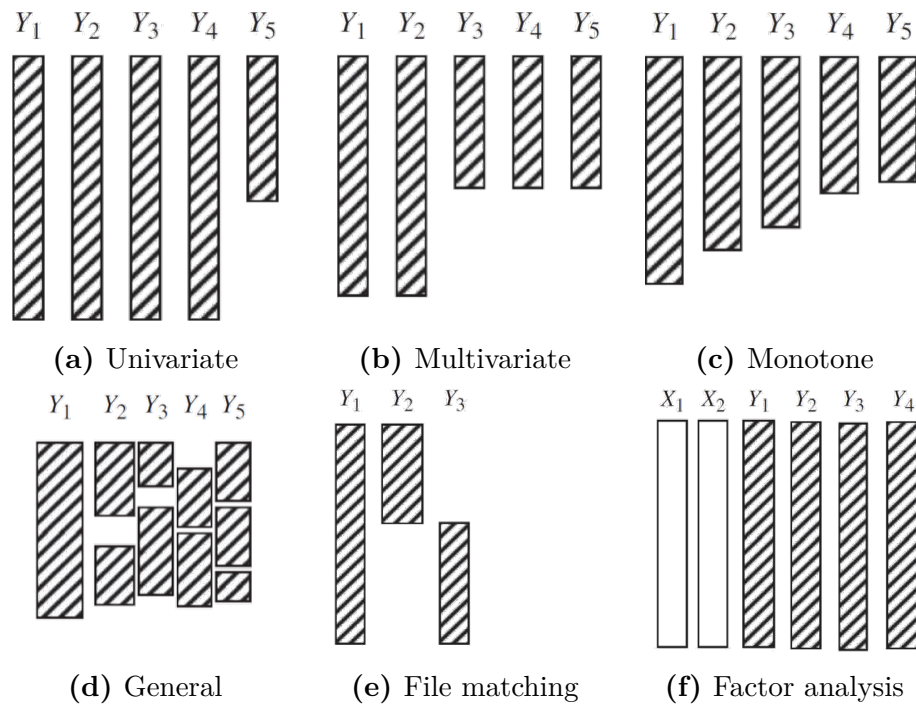 Y₁ Y₂ Y₃ Y₄ Y₅
Y₁ Y₂ Y₃ Y₄ Y₅
Y₁ Y₂ Y₃ Y₄ Y₅
(a) Univariate
(b) Multivariate
(c) Monotone
Y₁ Y₂ Y₃ Y₄ Y₅
Y₁ Y₂ Y₃
X₁ X₂ Y₁ Y₂ Y₃ Y₄
(d) General
(e) File matching
(f) Factor analysis